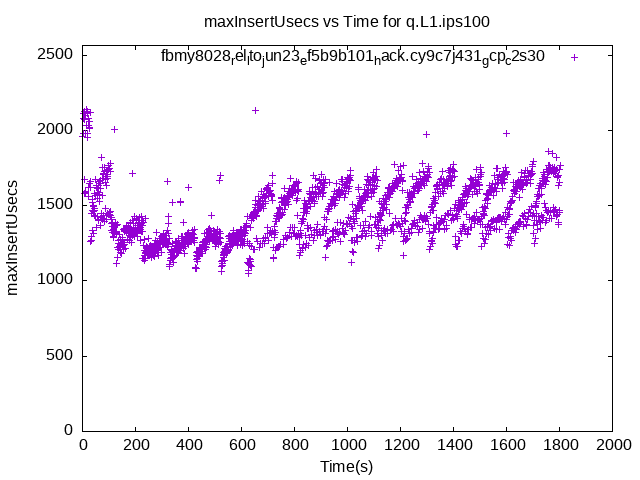 maxInsertUsecs vs Time for q.L1.ips100
fbmy8028relltojun23ef5b9b101hack.cy9c7j431gcpc2s30
maxInsertUsecs
2500
2000
1500
1000
500
0
0 200 400 600 800 1000 1200 1400 1600 1800 2000
Time(s)